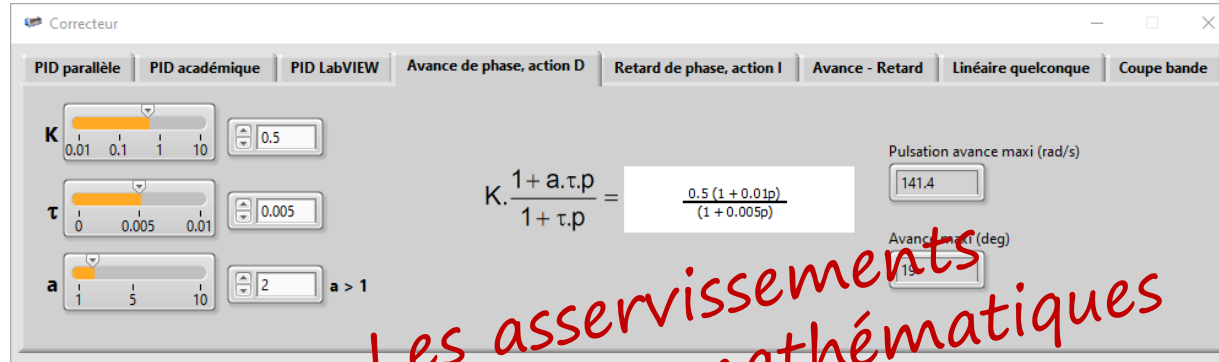 Correcteur
PID parallèle PID académique PID LabVIEW Avance de phase, action D Retard de phase, action I Avance - Retard Linéaire quelconque Coupe bande
K 0.01 0.1 1 10 0.5
τ 0 0.005 0.01 0.005
a 1 5 10 2 a > 1
K. (1 + a.τ.p) / (1 + τ.p) = 0.5 (1 + 0.01p) / (1 + 0.005p)
Pulsation avance maxi (rad/s)
141.4
Avance maxi (deg)
19
Les asservissements
mathématiques